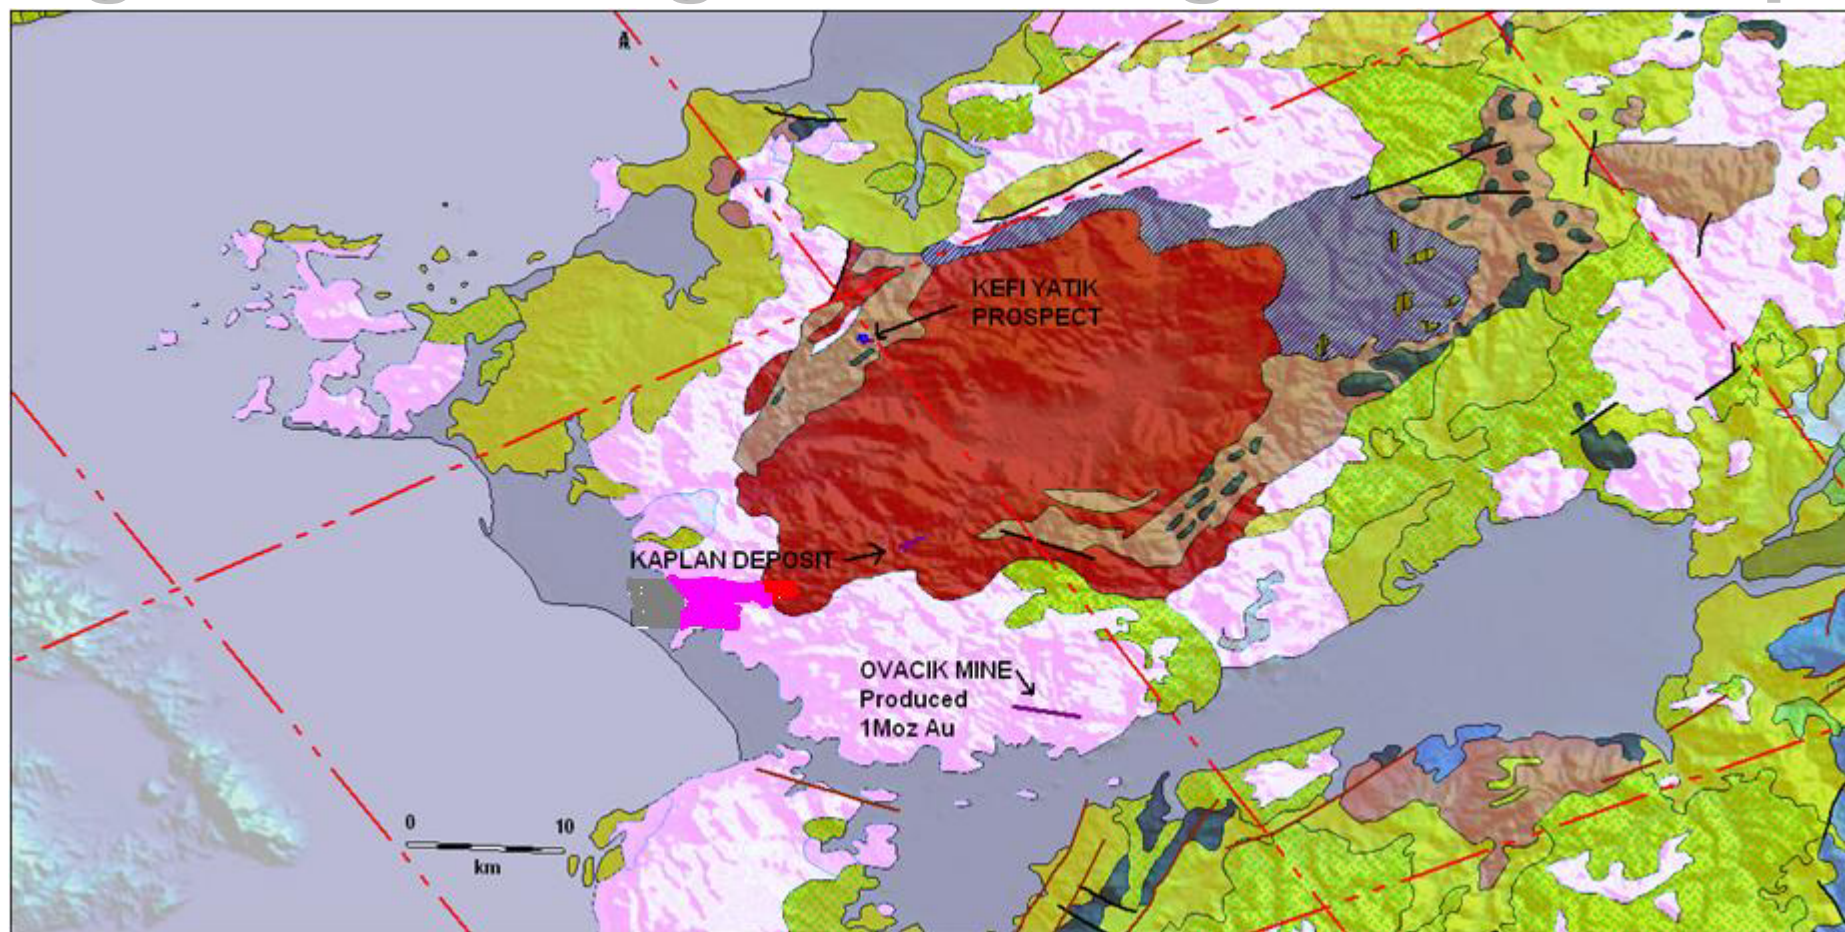 A
KEFI YATIK
PROSPECT
KAPLAN DEPOSIT
OVACIK MINE
Produced
1Moz Au
0 10
km